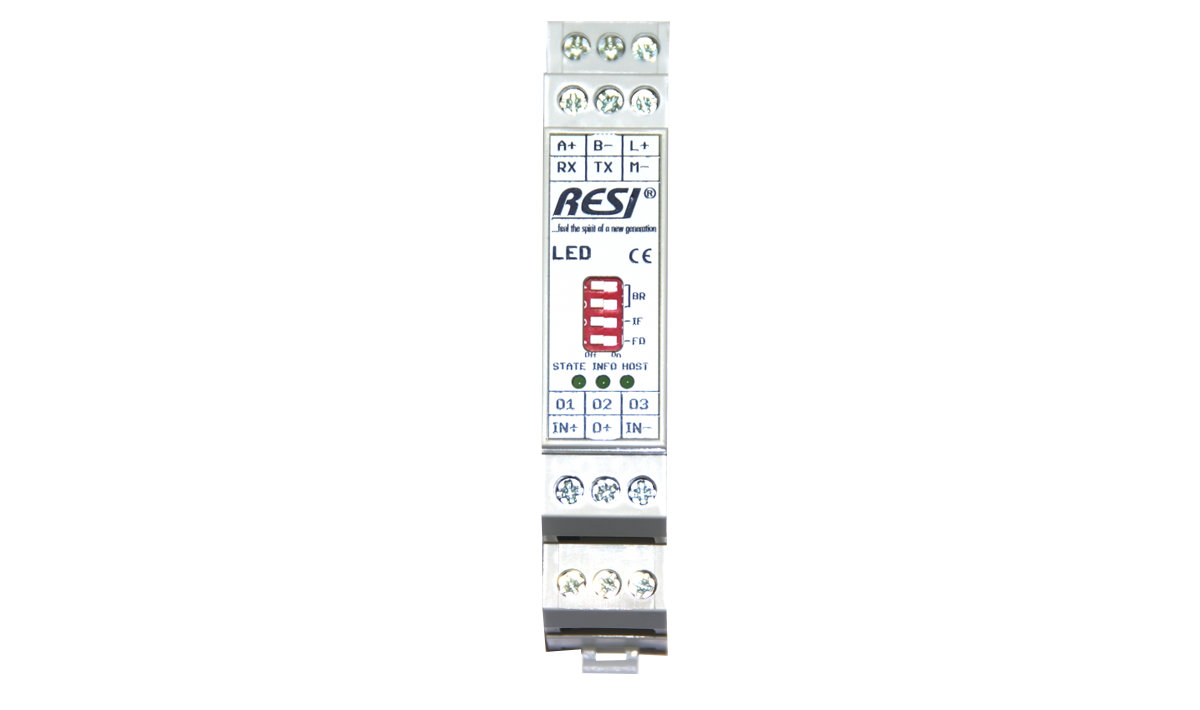 A+ B- L+
RX TX M-
RESI®
...feel the spirit of a new generation
LED CE
BR
IF
FD
Off On
STATE INFO HOST
O1 O2 O3
IN+ O+ IN-